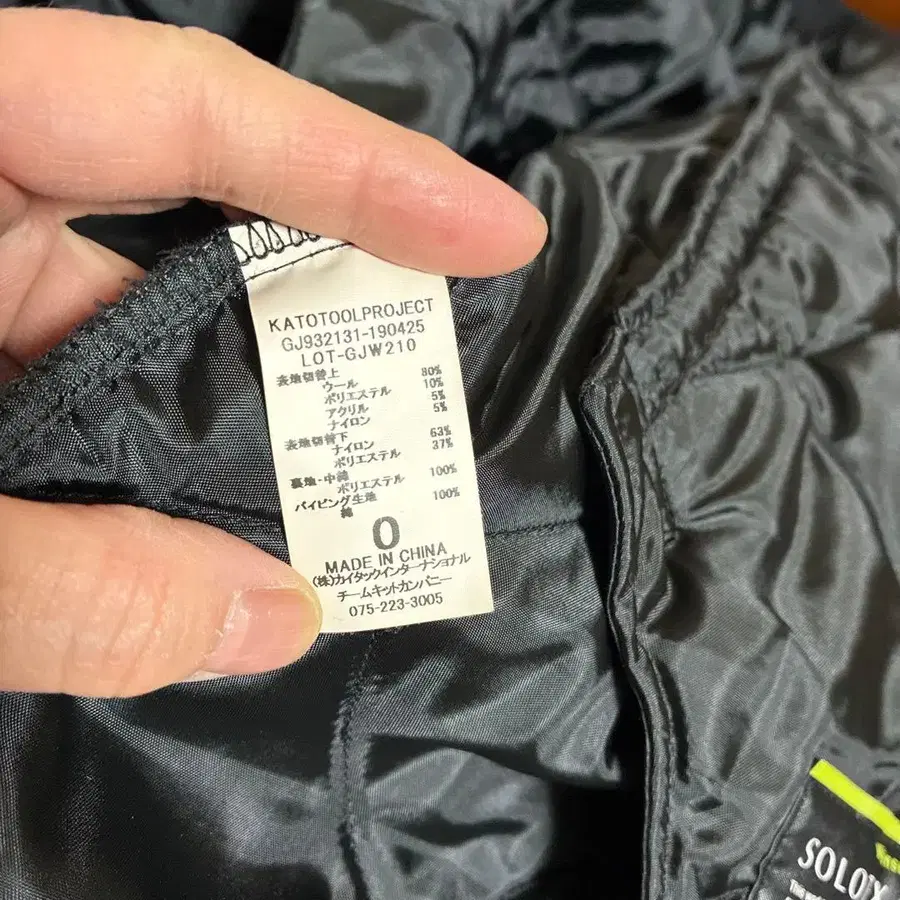 KATOTOOLPROJECT
GJ932131-190425
LOT-GJW210
表地切替上
ウール 80%
ポリエステル 10%
アクリル 5%
ナイロン 5%
表地切替下
ナイロン 63%
ポリエステル 37%
裏地・中綿
ポリエステル 100%
パイピング生地
綿 100%
0
MADE IN CHINA
(株)カイタックインターナショナル
チームキットカンパニー
075-223-3005
SOLOTX